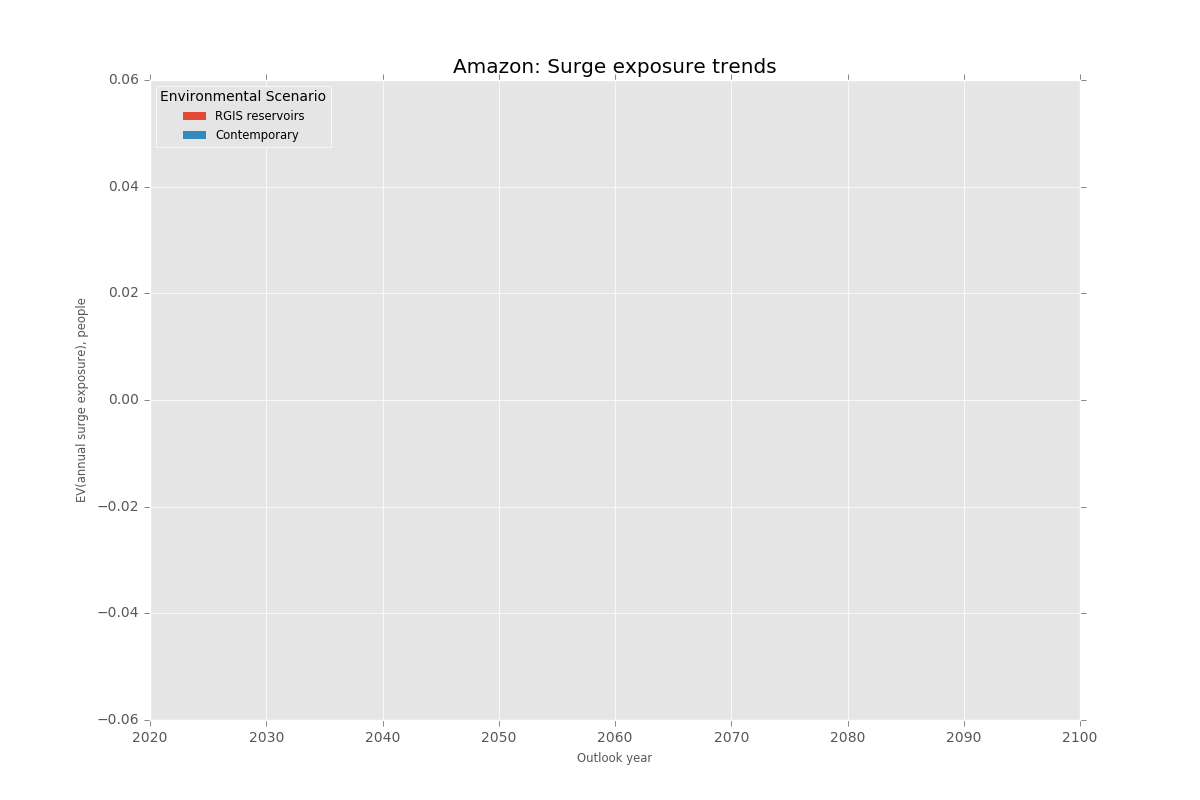 Amazon: Surge exposure trends
Environmental Scenario
RGIS reservoirs
Contemporary
0.06
0.04
0.02
0.00
−0.02
−0.04
−0.06
EV(annual surge exposure), people
2020 2030 2040 2050 2060 2070 2080 2090 2100
Outlook year